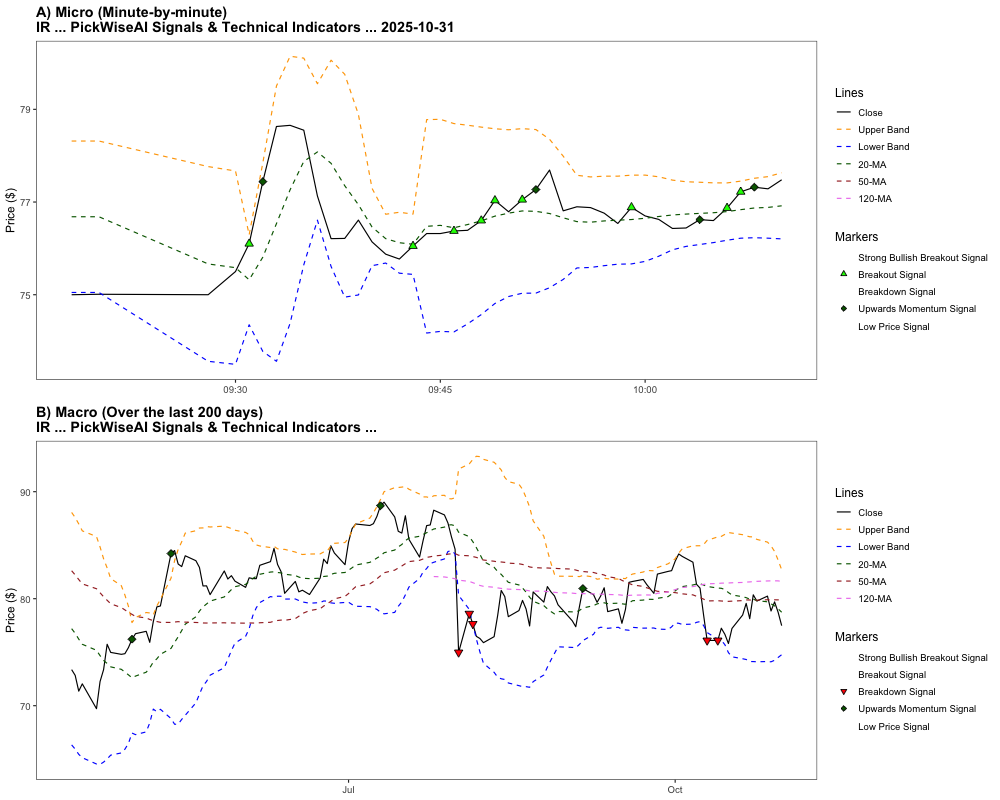 A) Micro (Minute-by-minute)
IR ... PickWiseAI Signals & Technical Indicators ... 2025-10-31
Price ($)
79
77
75
09:30
09:45
10:00
Lines
Close
Upper Band
Lower Band
20-MA
50-MA
120-MA
Markers
Strong Bullish Breakout Signal
Breakout Signal
Breakdown Signal
Upwards Momentum Signal
Low Price Signal
B) Macro (Over the last 200 days)
IR ... PickWiseAI Signals & Technical Indicators ...
Price ($)
90
80
70
Jul
Oct
Lines
Close
Upper Band
Lower Band
20-MA
50-MA
120-MA
Markers
Strong Bullish Breakout Signal
Breakout Signal
Breakdown Signal
Upwards Momentum Signal
Low Price Signal